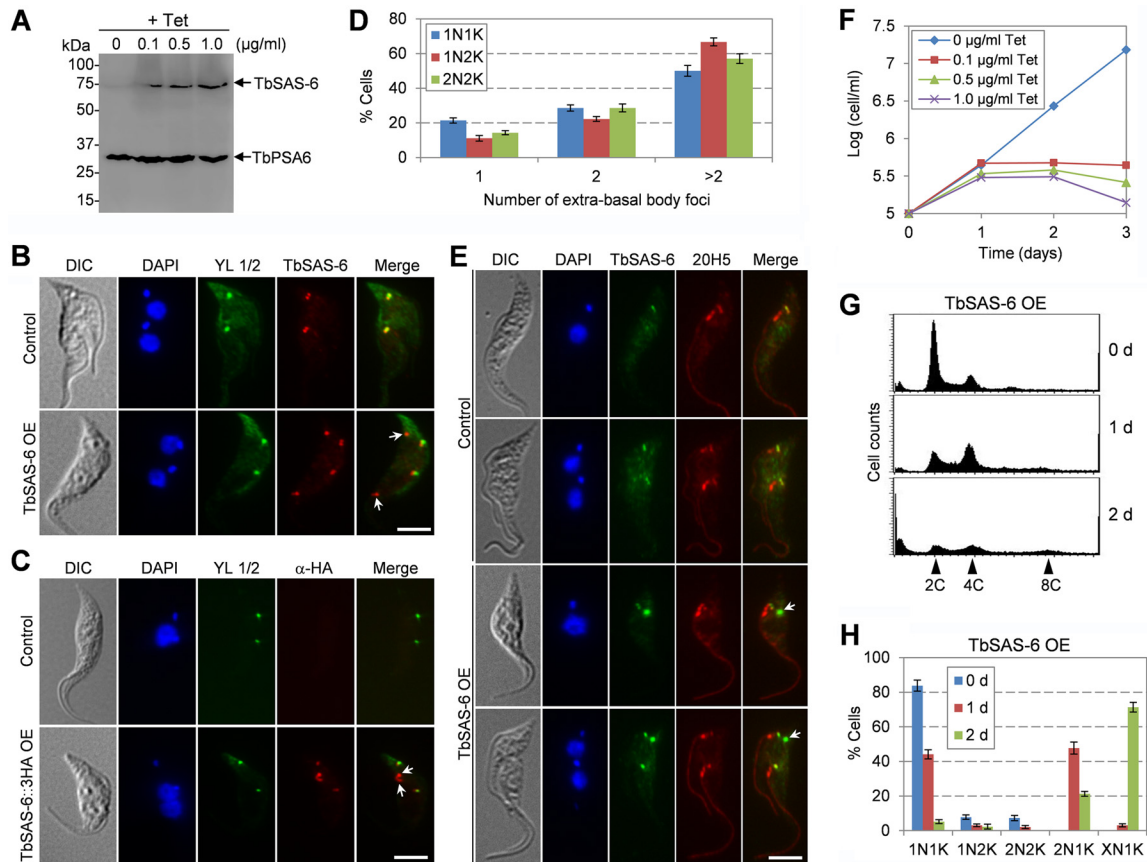 A
+ Tet
kDa 0 0.1 0.5 1.0 (µg/ml)
100
75
50
37
25
15
TbSAS-6
TbPSA6
B
DIC DAPI YL 1/2 TbSAS-6 Merge
Control
TbSAS-6 OE
C
DIC DAPI YL 1/2 α-HA Merge
Control
TbSAS-6::3HA OE
D
% Cells
80
60
40
20
0
1N1K
1N2K
2N2K
1 2 >2
Number of extra-basal body foci
E
DIC DAPI TbSAS-6 20H5 Merge
Control
TbSAS-6 OE
F
Log (cell/ml)
7.5
7
6.5
6
5.5
5
0 µg/ml Tet
0.1 µg/ml Tet
0.5 µg/ml Tet
1.0 µg/ml Tet
0 1 2 3
Time (days)
G
TbSAS-6 OE
Cell counts
0 d
1 d
2 d
2C 4C 8C
H
TbSAS-6 OE
% Cells
100
80
60
40
20
0
0 d
1 d
2 d
1N1K 1N2K 2N2K 2N1K XN1K